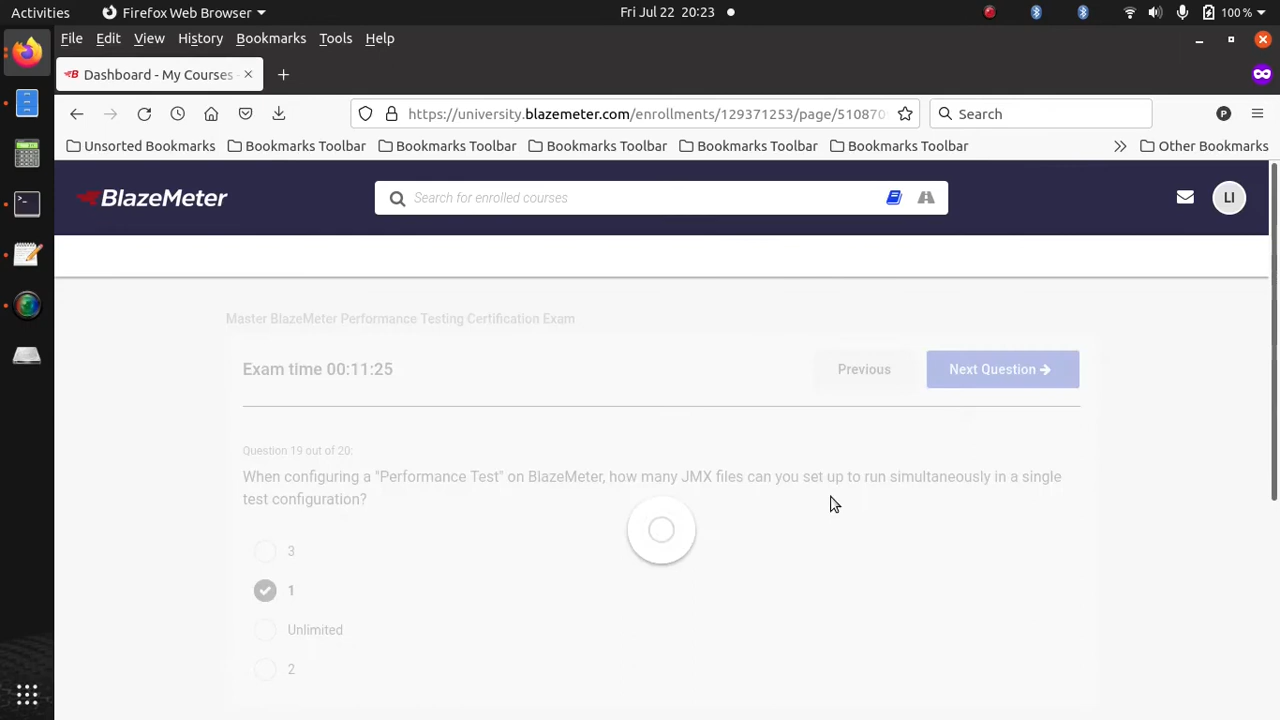 Activities Firefox Web Browser Fri Jul 22 20:23 100 %
File Edit View History Bookmarks Tools Help
Dashboard - My Courses
https://university.blazemeter.com/enrollments/129371253/page/510870 Search P
Unsorted Bookmarks Bookmarks Toolbar Bookmarks Toolbar Bookmarks Toolbar Bookmarks Toolbar Bookmarks Toolbar Other Bookmarks
BlazeMeter Search for enrolled courses LI
Master BlazeMeter Performance Testing Certification Exam
Exam time 00:11:25 Previous Next Question
Question 19 out of 20:
When configuring a "Performance Test" on BlazeMeter, how many JMX files can you set up to run simultaneously in a single
test configuration?
3
1
Unlimited
2